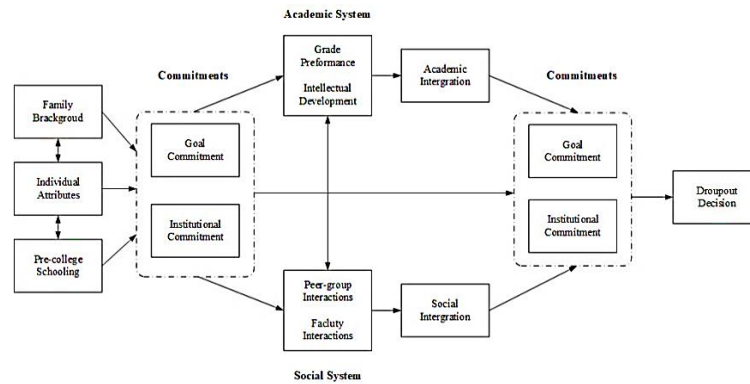 Academic System
Grade
Preformance
Intellectual
Development
Academic
Intergration
Commitments
Commitments
Family
Brackgroud
Goal
Commitment
Goal
Commitment
Individual
Attributes
Droupout
Decision
Institutional
Commitment
Institutional
Commitment
Pre-college
Schooling
Peer-group
Interactions
Facluty
Interactions
Social
Intergration
Social System